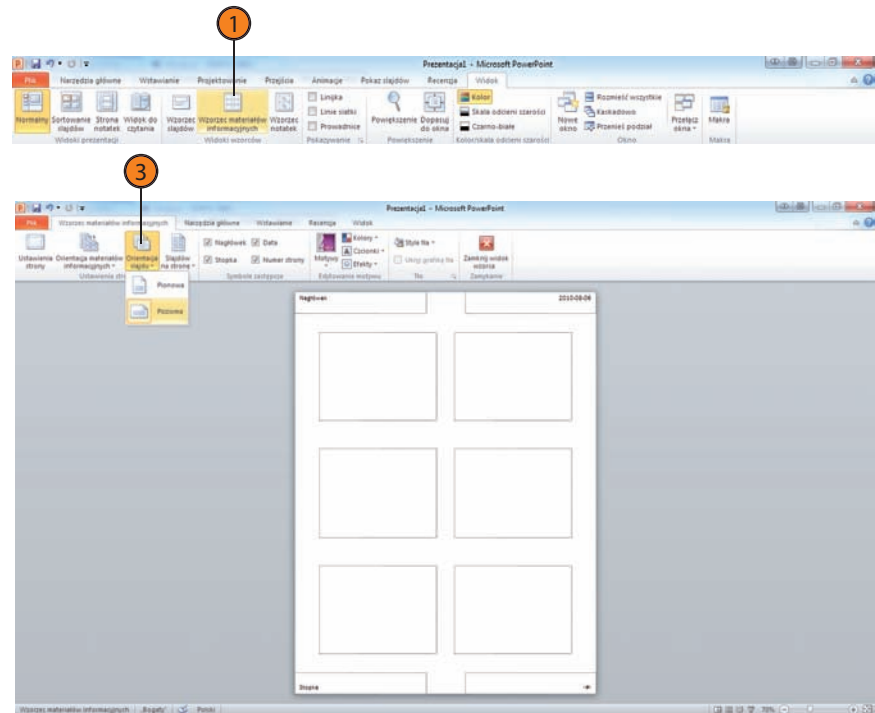 1
Prezentacja1 - Microsoft PowerPoint
Plik Narzędzia główne Wstawianie Projektowanie Przejścia Animacje Pokaz slajdów Recenzja Widok
Normalny Sortowanie slajdów Strona notatek Widok do czytania Wzorzec slajdów Wzorzec materiałów informacyjnych Wzorzec notatek
Linijka
Linie siatki
Prowadnice
Powiększenie Dopasuj do okna
Kolor
Skala odcieni szarości
Czarno-białe
Nowe okno
Rozmieść wszystkie
Kaskadowo
Przenieś podział
Przełącz okna
Makra
Widoki prezentacji Widoki wzorców Pokazywanie Powiększenie Kolor/skala odcieni szarości Okno Makra
3
Prezentacja1 - Microsoft PowerPoint
Plik Wzorzec materiałów informacyjnych Narzędzia główne Wstawianie Recenzja Widok
Ustawienia strony Orientacja materiałów informacyjnych Orientacja slajdu Slajdów na stronę
Nagłówek Data
Stopka Numer strony
Motywy
Kolory
Czcionki
Efekty
Style tła
Ukryj grafikę tła
Zamknij widok wzorca
Symbole zastępcze Edytowanie motywu Tło Zamykanie
Pionowa
Pozioma
Nagłówek 2010-08-06
Stopka
Wzorzec materiałów informacyjnych „Bogaty" Polski 70%